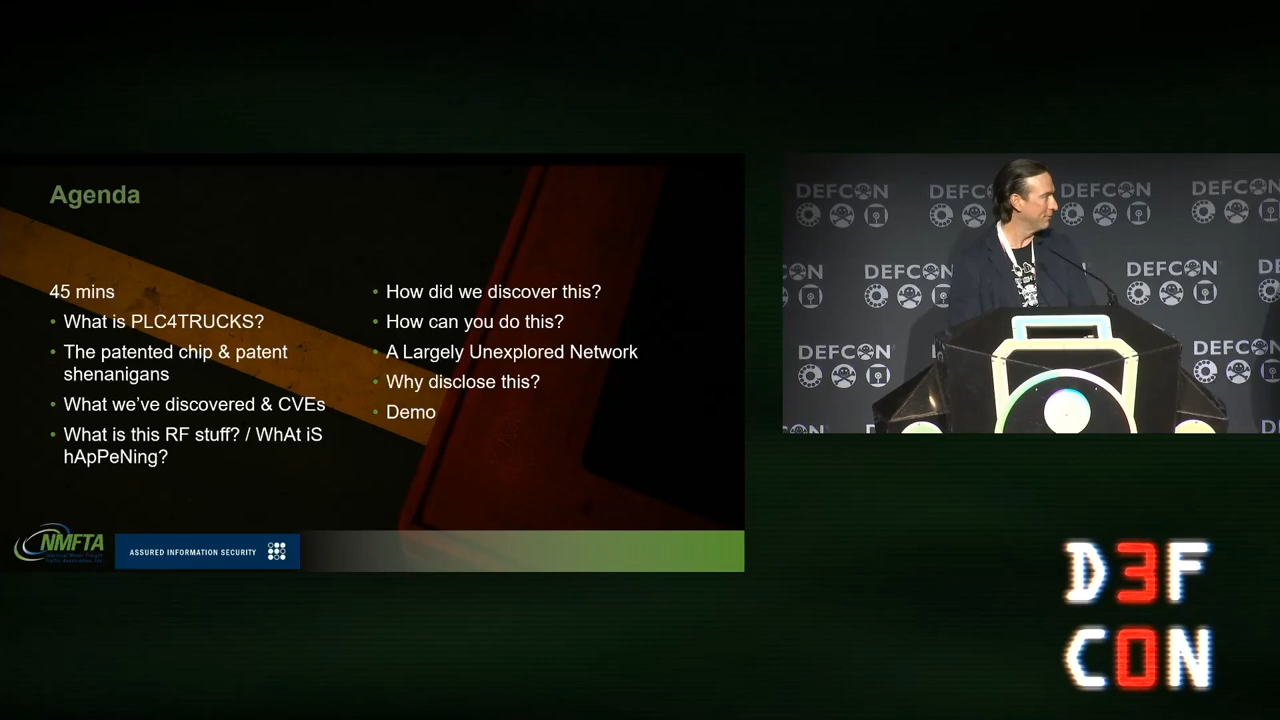 Agenda
45 mins
• What is PLC4TRUCKS?
• The patented chip & patent
shenanigans
• What we've discovered & CVEs
• What is this RF stuff? / WhAt iS
hApPeNing?
• How did we discover this?
• How can you do this?
• A Largely Unexplored Network
• Why disclose this?
• Demo
NMFTA
ASSURED INFORMATION SECURITY
DEFCON DEFCON DEFCON DEFCON
DEFCON DEFCON
DEFCON DEFCON
D3F
C0N